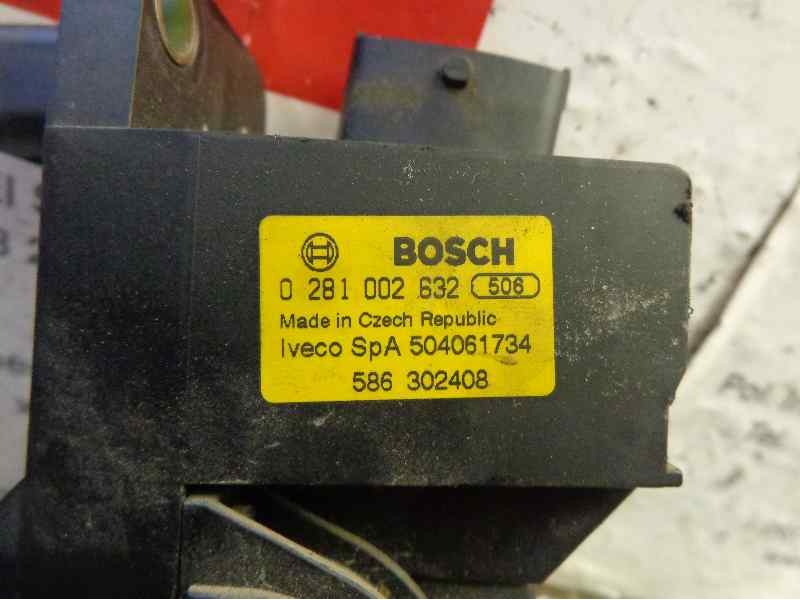 BOSCH
0 281 002 632 506
Made in Czech Republic
Iveco SpA 504061734
586 302408